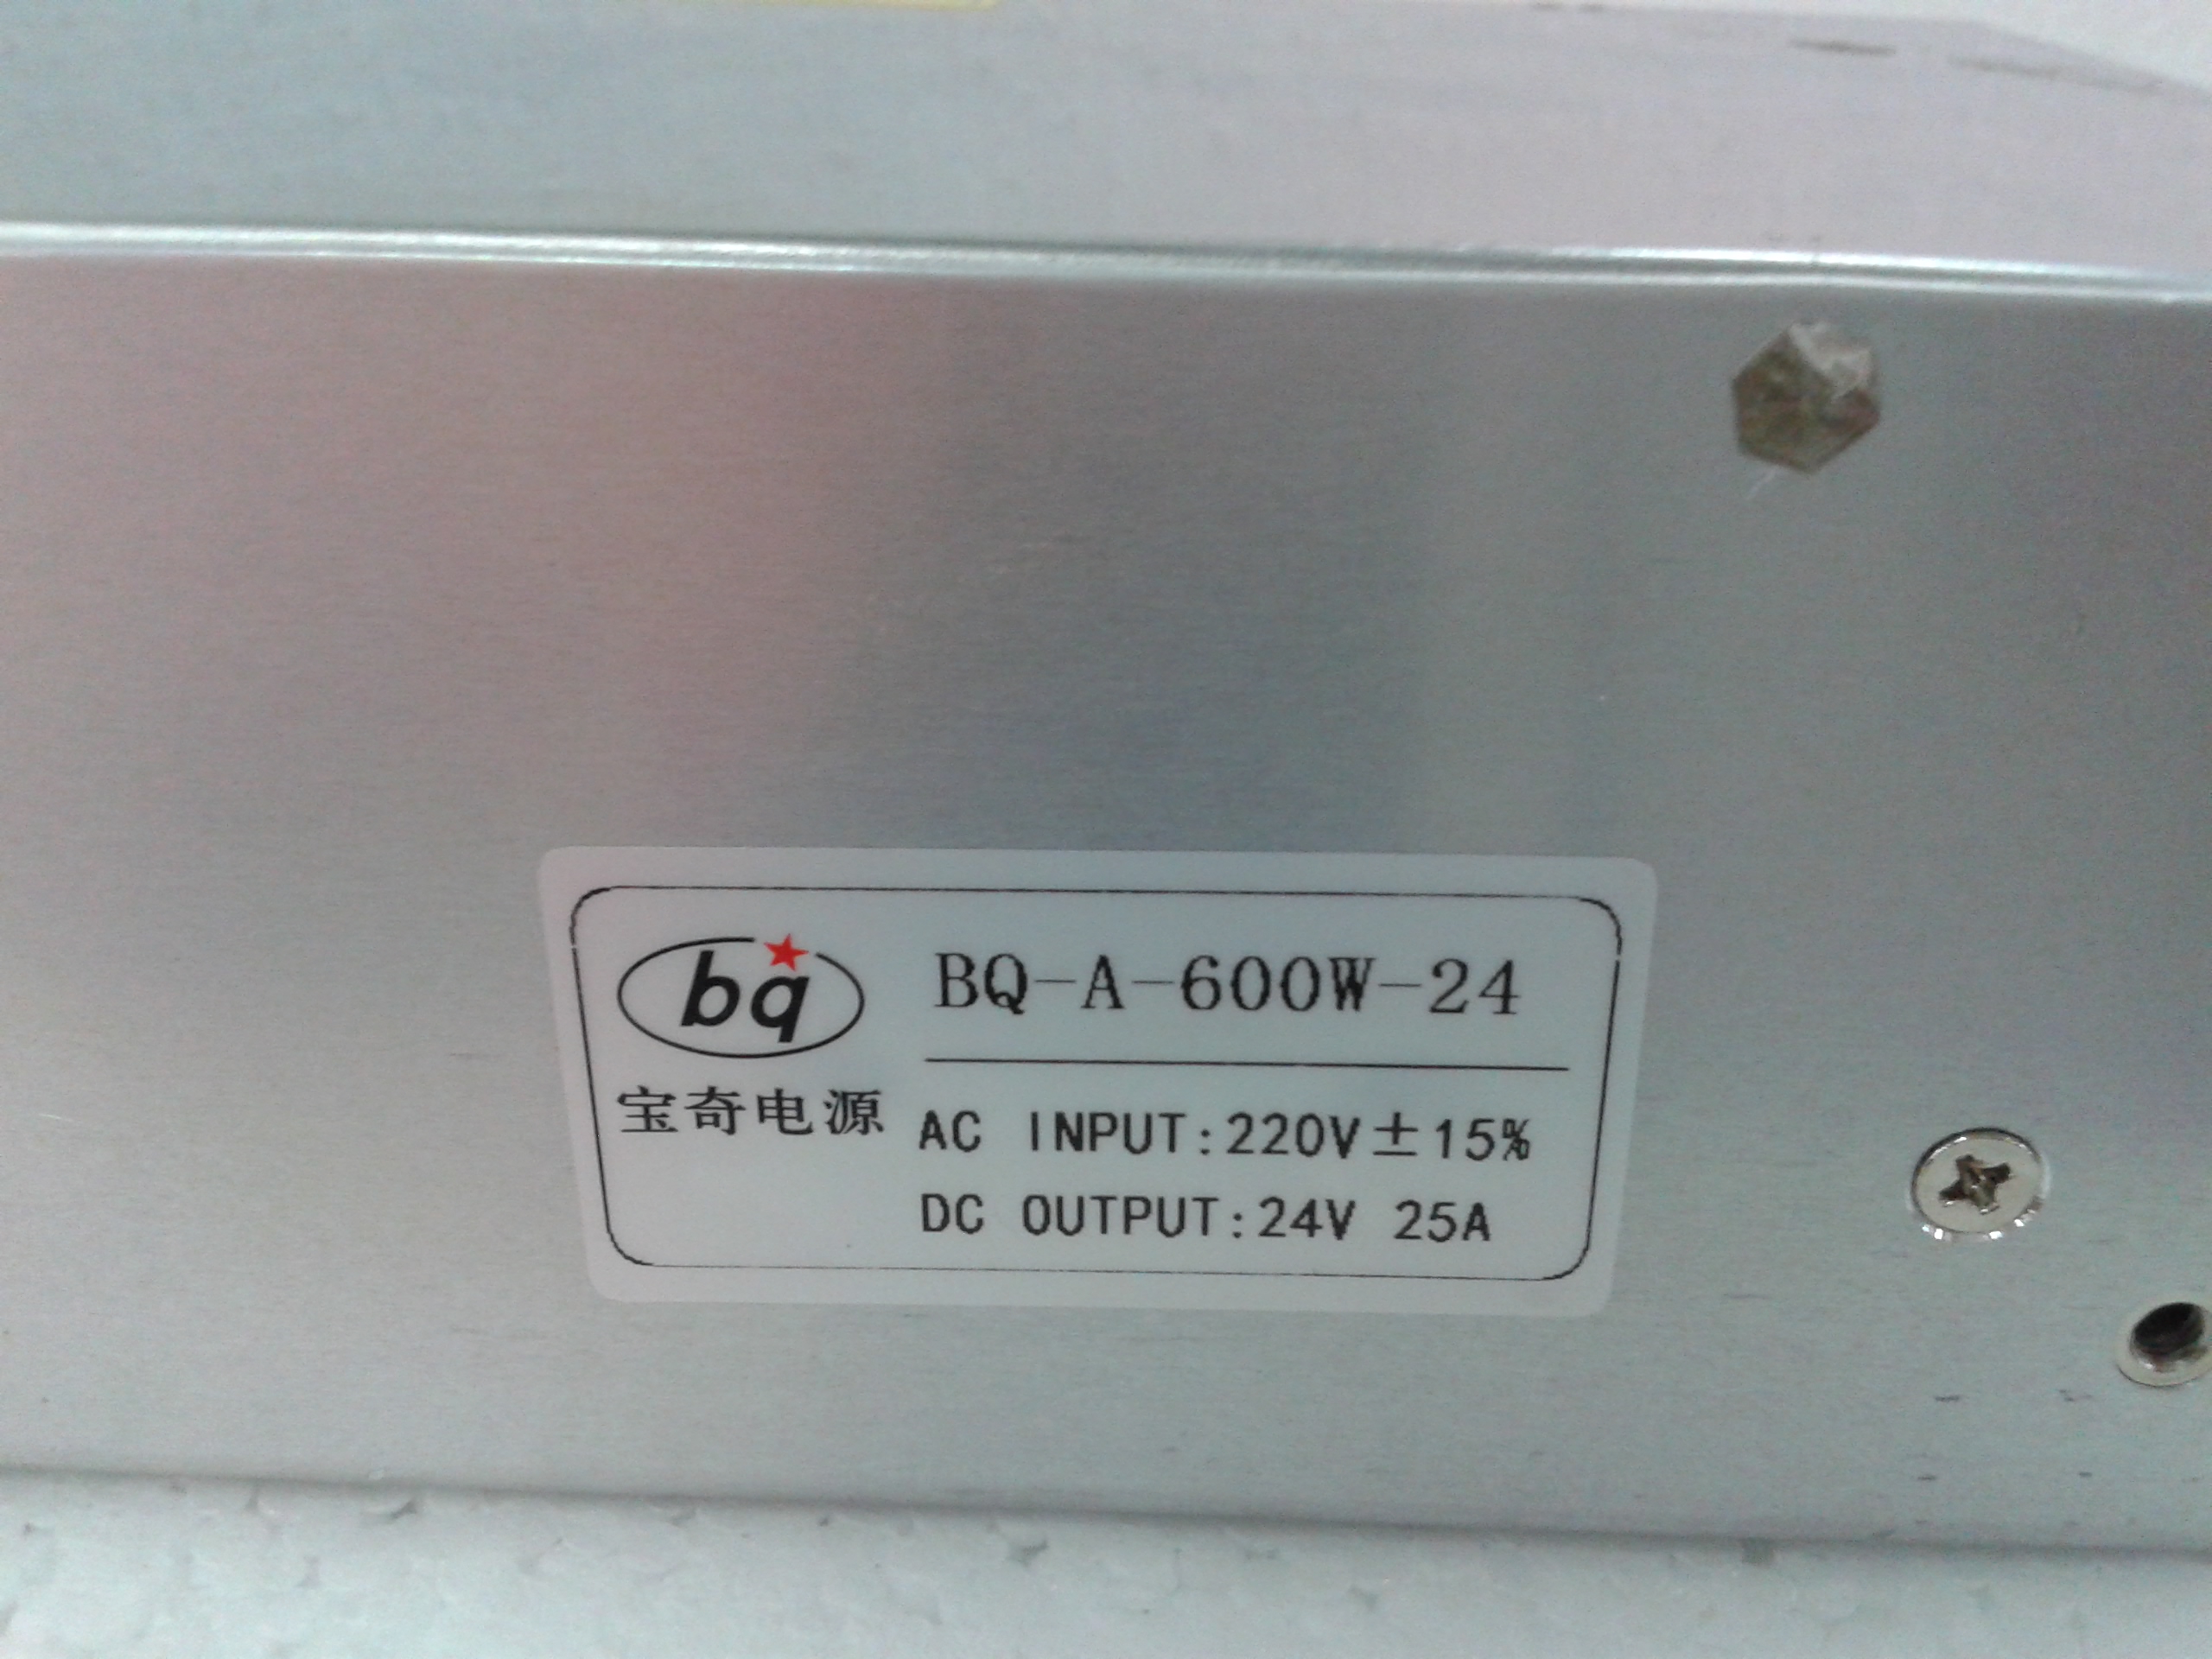 bq
宝奇电源
BQ-A-600W-24
AC INPUT:220V±15%
DC OUTPUT:24V 25A